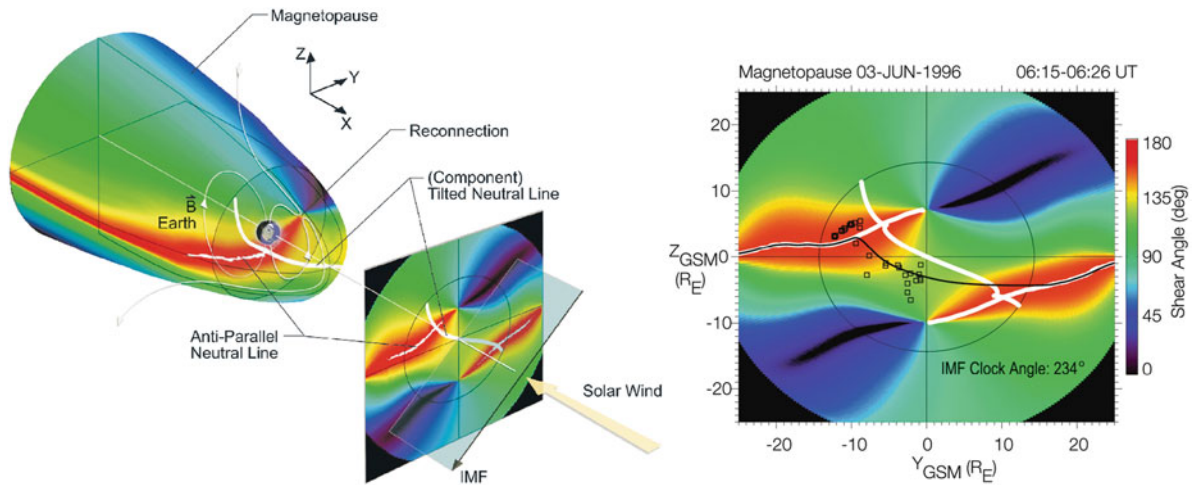 Magnetopause
Z
Y
X
Reconnection
(Component)
Tilted Neutral Line
B
Earth
Anti-Parallel
Neutral Line
Solar Wind
IMF
Magnetopause 03-JUN-1996 06:15-06:26 UT
20
10
0
-10
-20
Z GSM
(R E)
-20 -10 0 10 20
Y GSM (R E)
IMF Clock Angle: 234°
180
135
90
45
0
Shear Angle (deg)